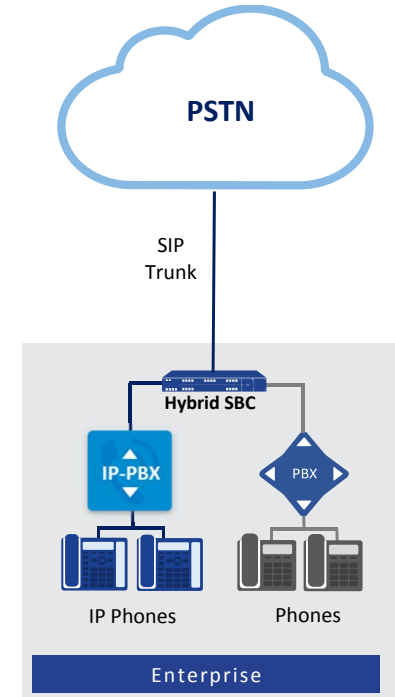 PSTN
SIP
Trunk
Hybrid SBC
IP-PBX
PBX
IP Phones
Phones
Enterprise